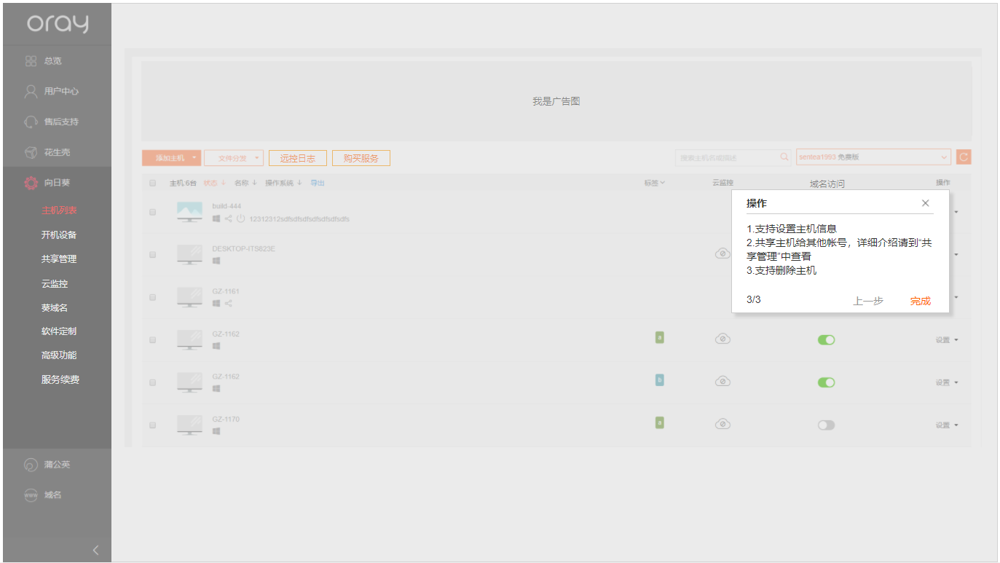 oray
总览
用户中心
售后支持
花生壳
向日葵
主机列表
开机设备
共享管理
云监控
葵域名
软件定制
高级功能
服务续费
蒲公英
www 域名
我是广告图
添加主机 文件分发 远控日志 购买服务 搜索主机名或描述 sentea1993 免费版
主机:6台 状态 名称 操作系统 导出 标签 云监控 域名访问 操作
build-444
12312312sdfsdfsdfsdfsdfsdfsdfs
DESKTOP-ITS823E
GZ-1161
操作
1.支持设置主机信息
2.共享主机给其他帐号，详细介绍请到“共
享管理”中查看
3.支持删除主机
3/3 上一步 完成
GZ-1162 a 设置
GZ-1162 b 设置
GZ-1170 a 设置